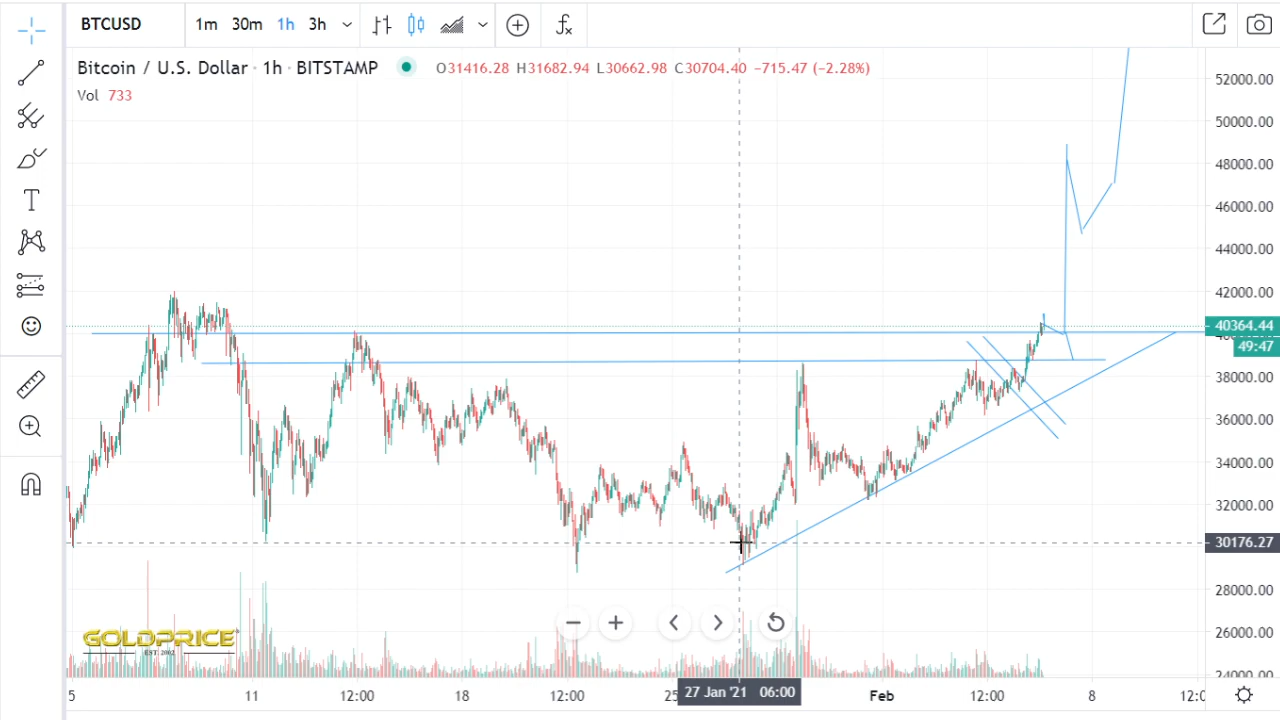 BTCUSD 1m 30m 1h 3h
Bitcoin / U.S. Dollar · 1h · BITSTAMP O31416.28 H31682.94 L30662.98 C30704.40 −715.47 (−2.28%)
Vol 733
52000.00
50000.00
48000.00
46000.00
44000.00
42000.00
40364.44
49:47
38000.00
36000.00
34000.00
32000.00
30176.27
28000.00
26000.00
24000.00
GOLDPRICE
EST 2002
5 11 12:00 18 12:00 25 27 Jan '21 06:00 Feb 12:00 8 12:0